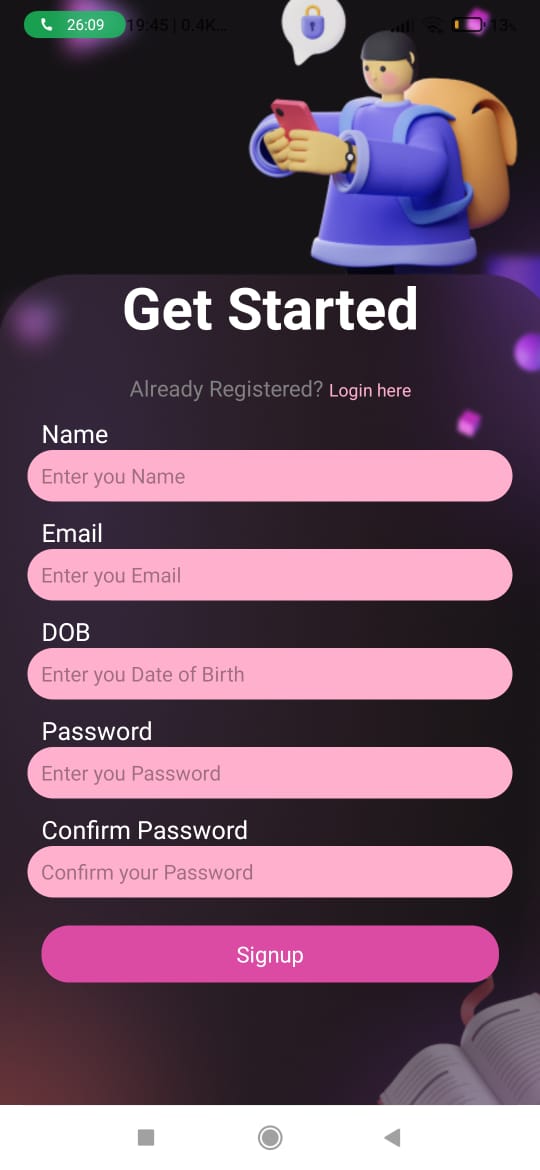 26:09 19:45 | 0.4K... 13%
Get Started
Already Registered? Login here
Name
Enter you Name
Email
Enter you Email
DOB
Enter you Date of Birth
Password
Enter you Password
Confirm Password
Confirm your Password
Signup